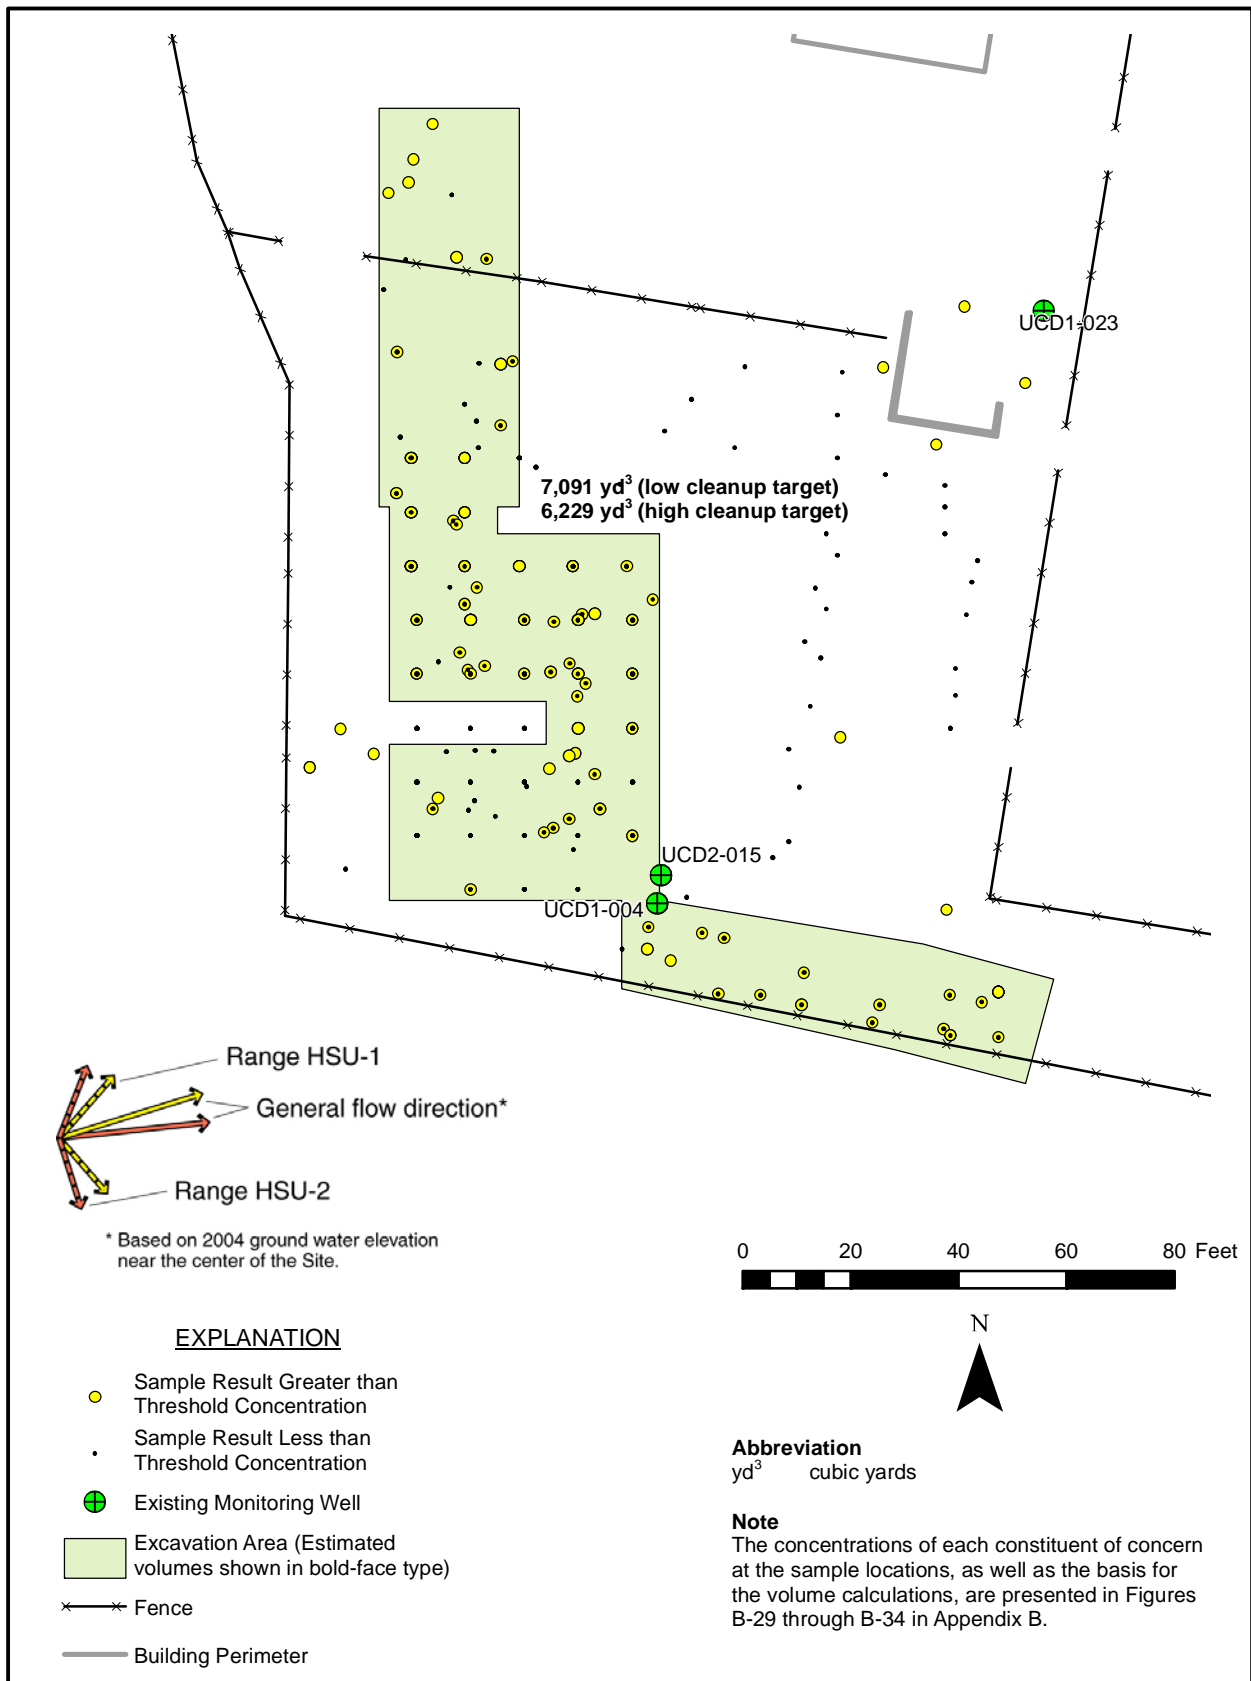 UCD1-023
7,091 yd³ (low cleanup target)
6,229 yd³ (high cleanup target)
UCD2-015
UCD1-004
Range HSU-1
General flow direction*
Range HSU-2
* Based on 2004 ground water elevation
near the center of the Site.
0 20 40 60 80 Feet
N
EXPLANATION
Sample Result Greater than
Threshold Concentration
Sample Result Less than
Threshold Concentration
Existing Monitoring Well
Excavation Area (Estimated
volumes shown in bold-face type)
Fence
Building Perimeter
Abbreviation
yd³ cubic yards
Note
The concentrations of each constituent of concern
at the sample locations, as well as the basis for
the volume calculations, are presented in Figures
B-29 through B-34 in Appendix B.